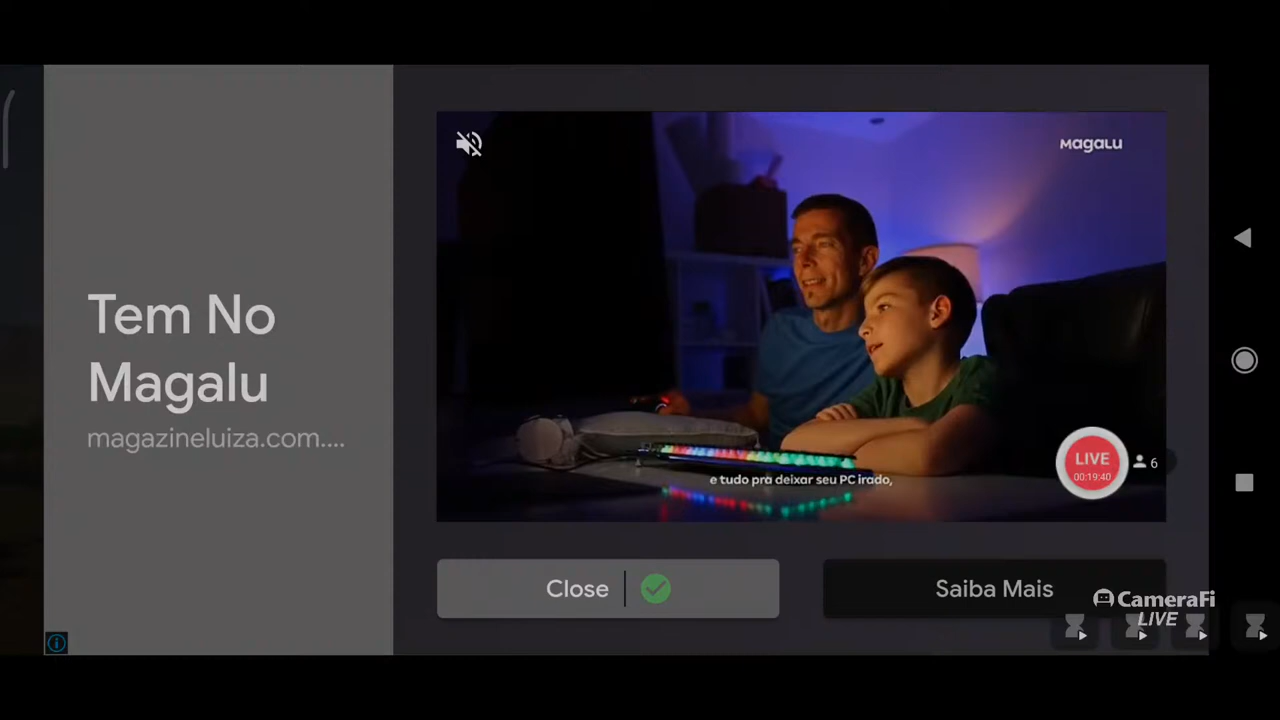 Tem No
Magalu
magazineluiza.com....
Magalu
e tudo pra deixar seu PC irado,
LIVE
00:19:40
6
Close
Saiba Mais
CameraFi
LIVE